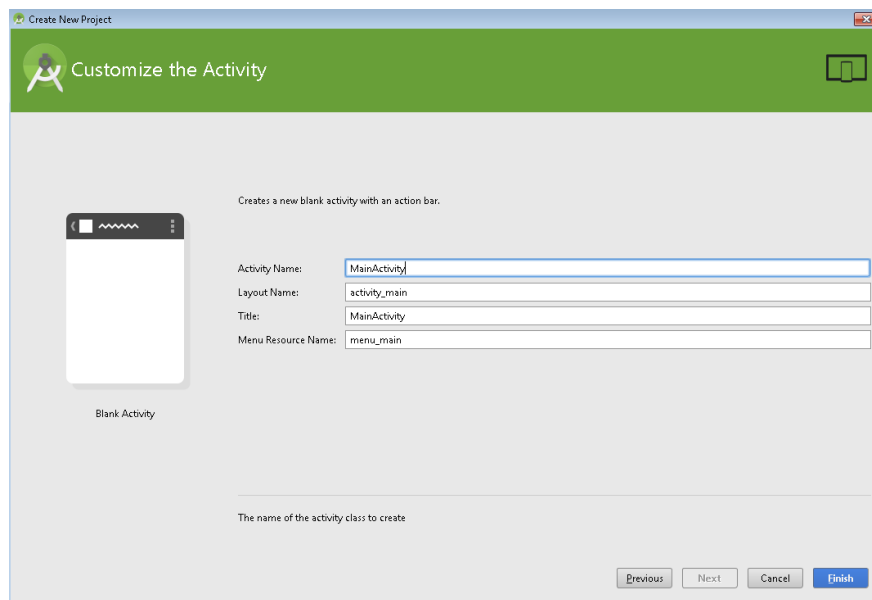 Create New Project
Customize the Activity
Creates a new blank activity with an action bar.
Activity Name: MainActivity
Layout Name: activity_main
Title: MainActivity
Menu Resource Name: menu_main
Blank Activity
The name of the activity class to create
Previous Next Cancel Finish